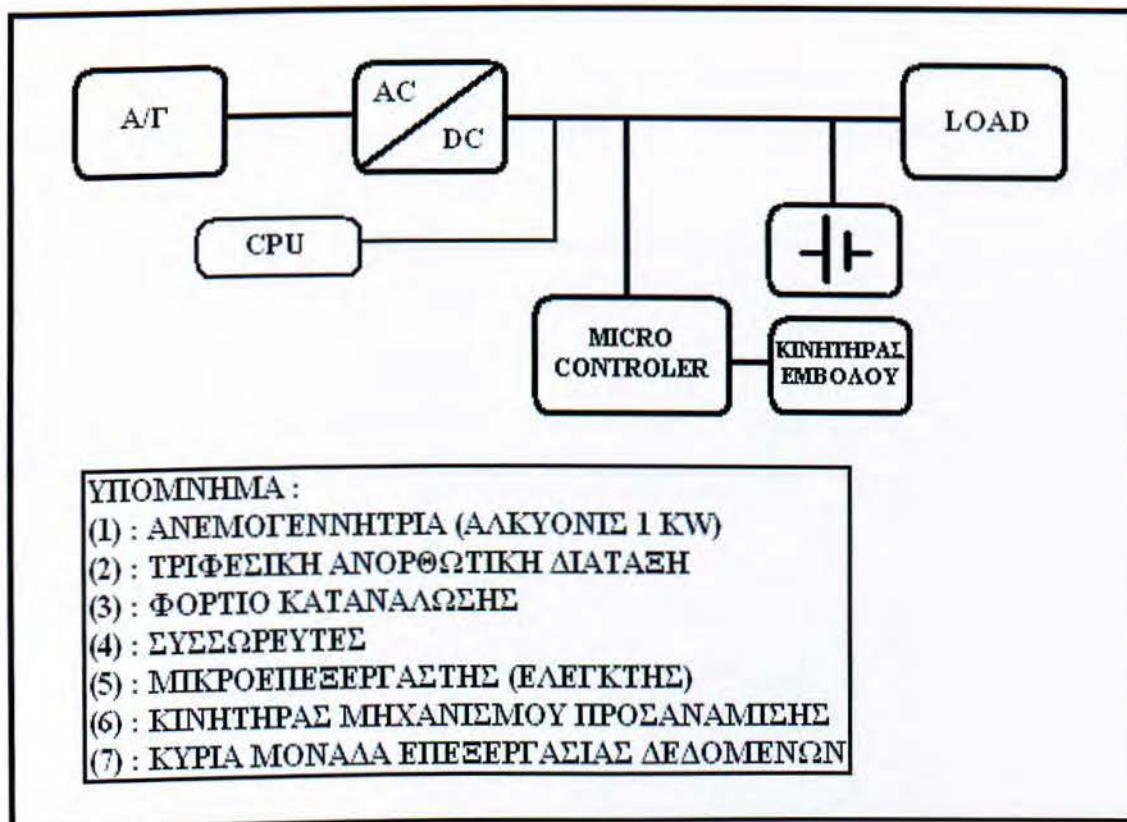 Α/Γ
AC
DC
LOAD
CPU
MICRO
CONTROLER
ΚΙΝΗΤΗΡΑΣ
ΕΜΒΟΛΟΥ
ΥΠΟΜΝΗΜΑ :
(1) : ΑΝΕΜΟΓΕΝΝΗΤΡΙΑ (ΑΛΚΥΟΝΙΣ 1 KW)
(2) : ΤΡΙΦΕΣΙΚΗ ΑΝΟΡΘΩΤΙΚΗ ΔΙΑΤΑΞΗ
(3) : ΦΟΡΤΙΟ ΚΑΤΑΝΑΛΩΣΗΣ
(4) : ΣΥΣΣΩΡΕΥΤΕΣ
(5) : ΜΙΚΡΟΕΠΕΞΕΡΓΑΣΤΗΣ (ΕΛΕΓΚΤΗΣ)
(6) : ΚΙΝΗΤΗΡΑΣ ΜΗΧΑΝΙΣΜΟΥ ΠΡΟΣΑΝΑΜΙΣΗΣ
(7) : ΚΥΡΙΑ ΜΟΝΑΔΑ ΕΠΕΞΕΡΓΑΣΙΑΣ ΔΕΔΟΜΕΝΩΝ